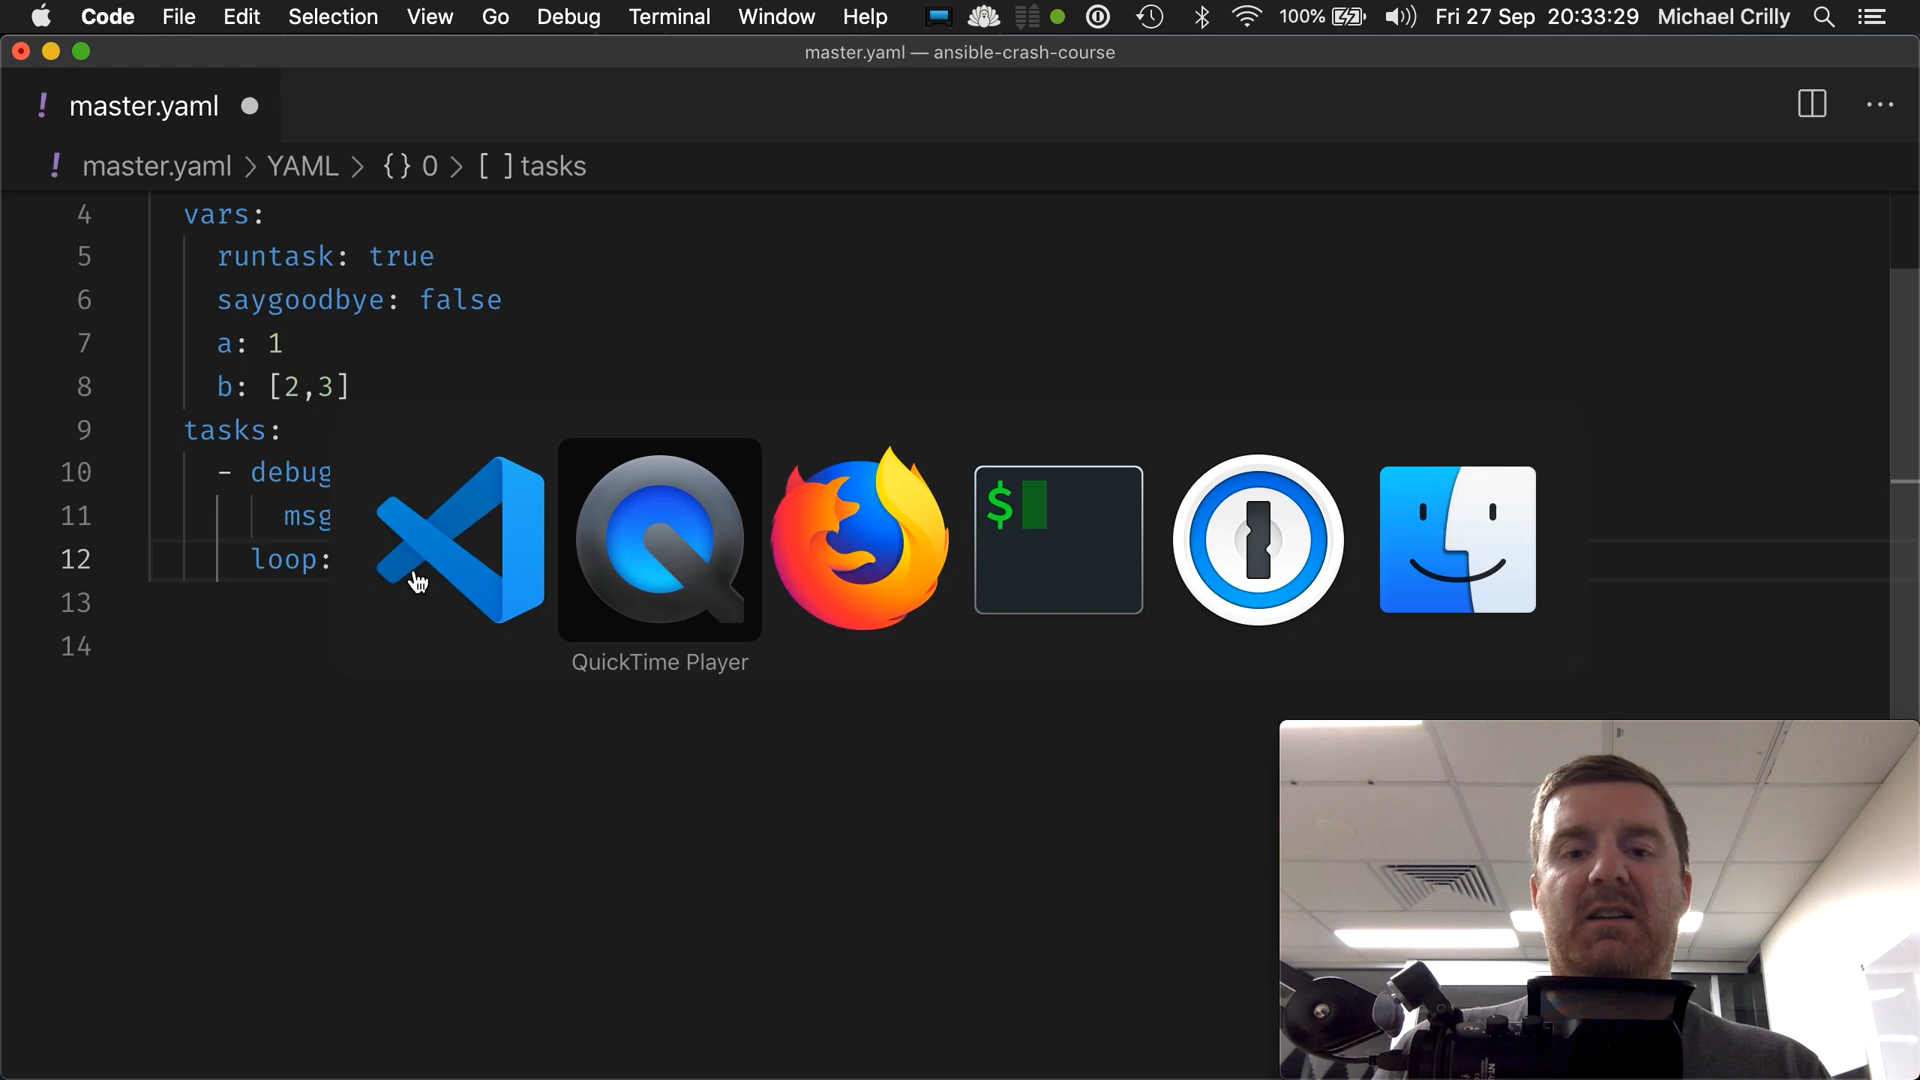 Code File Edit Selection View Go Debug Terminal Window Help 100% Fri 27 Sep 20:33:29 Michael Crilly
master.yaml — ansible-crash-course
! master.yaml
! master.yaml > YAML > {} 0 > [ ] tasks
4 vars:
5 runtask: true
6 saygoodbye: false
7 a: 1
8 b: [2,3]
9 tasks:
10 - debug
11 msg
12 loop:
13
14
$
QuickTime Player